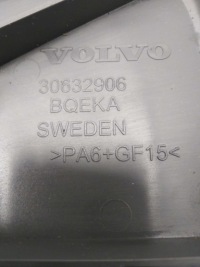 VOLVO
30632906
BQEKA
SWEDEN
>PA6+GF15<